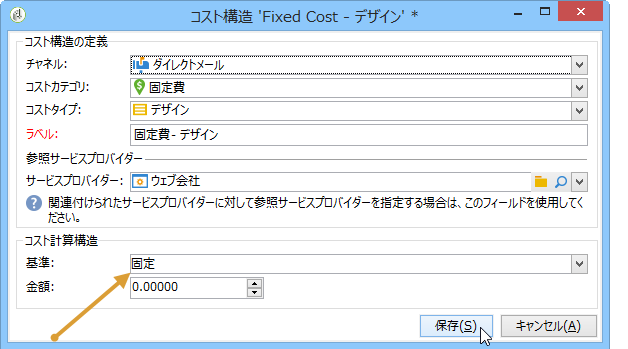 コスト構造 'Fixed Cost - デザイン' *
コスト構造の定義
チャネル: ダイレクトメール
コストカテゴリ: 固定費
コストタイプ: デザイン
ラベル: 固定費 - デザイン
参照サービスプロバイダー
サービスプロバイダー: ウェブ会社
関連付けられたサービスプロバイダーに対して参照サービスプロバイダーを指定する場合は、このフィールドを使用してく
ださい。
コスト計算構造
基準: 固定
金額: 0.00000
保存(S) キャンセル(A)